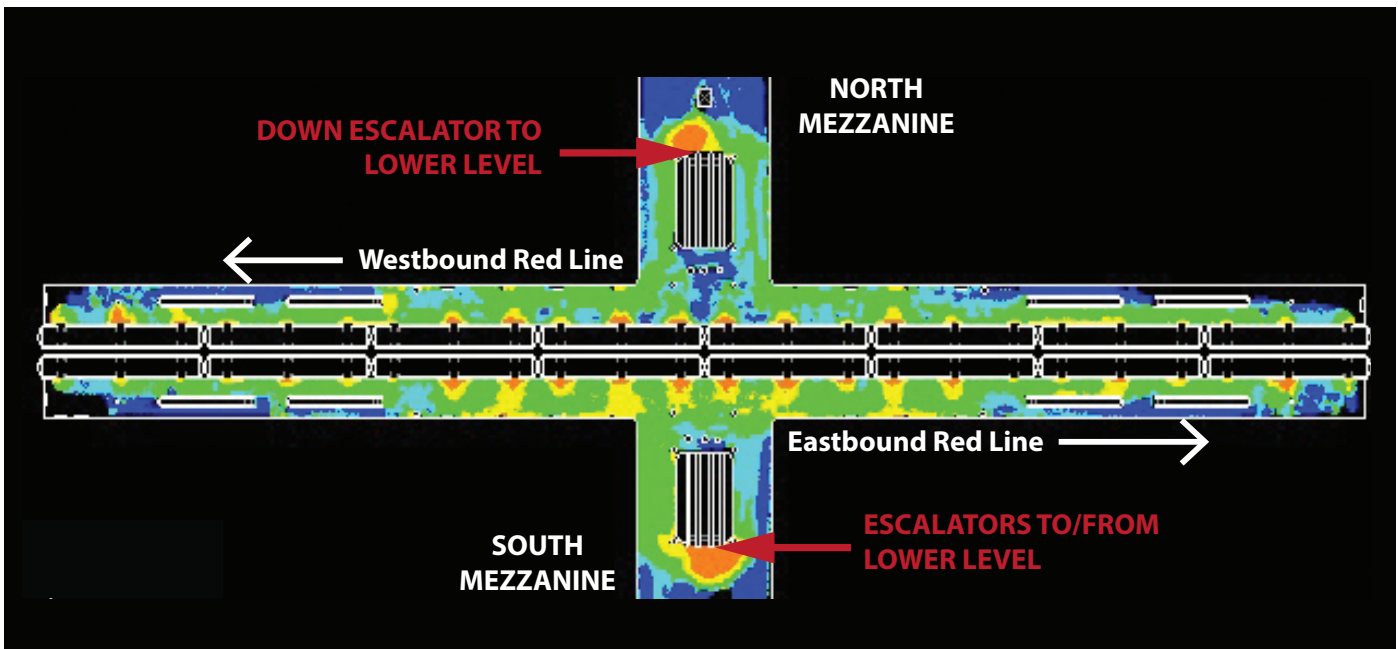 NORTH
MEZZANINE
DOWN ESCALATOR TO
LOWER LEVEL
Westbound Red Line
Eastbound Red Line
ESCALATORS TO/FROM
LOWER LEVEL
SOUTH
MEZZANINE